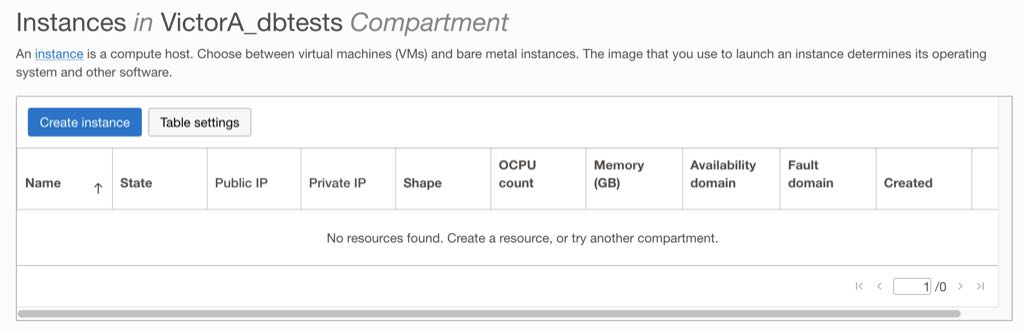 Instances in VictorA_dbtests Compartment
An instance is a compute host. Choose between virtual machines (VMs) and bare metal instances. The image that you use to launch an instance determines its operating
system and other software.
Create instance Table settings
Name State Public IP Private IP Shape OCPU count Memory (GB) Availability domain Fault domain Created
No resources found. Create a resource, or try another compartment.
1 /0